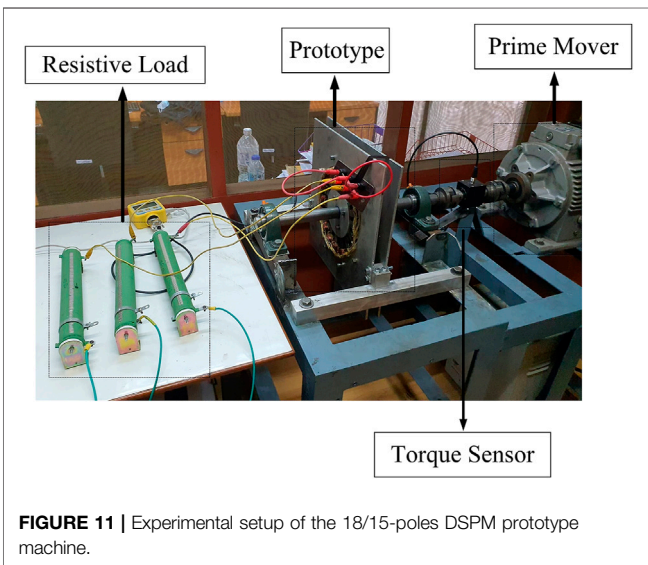 Resistive Load
Prototype
Prime Mover
Torque Sensor
FIGURE 11 | Experimental setup of the 18/15-poles DSPM prototype
machine.